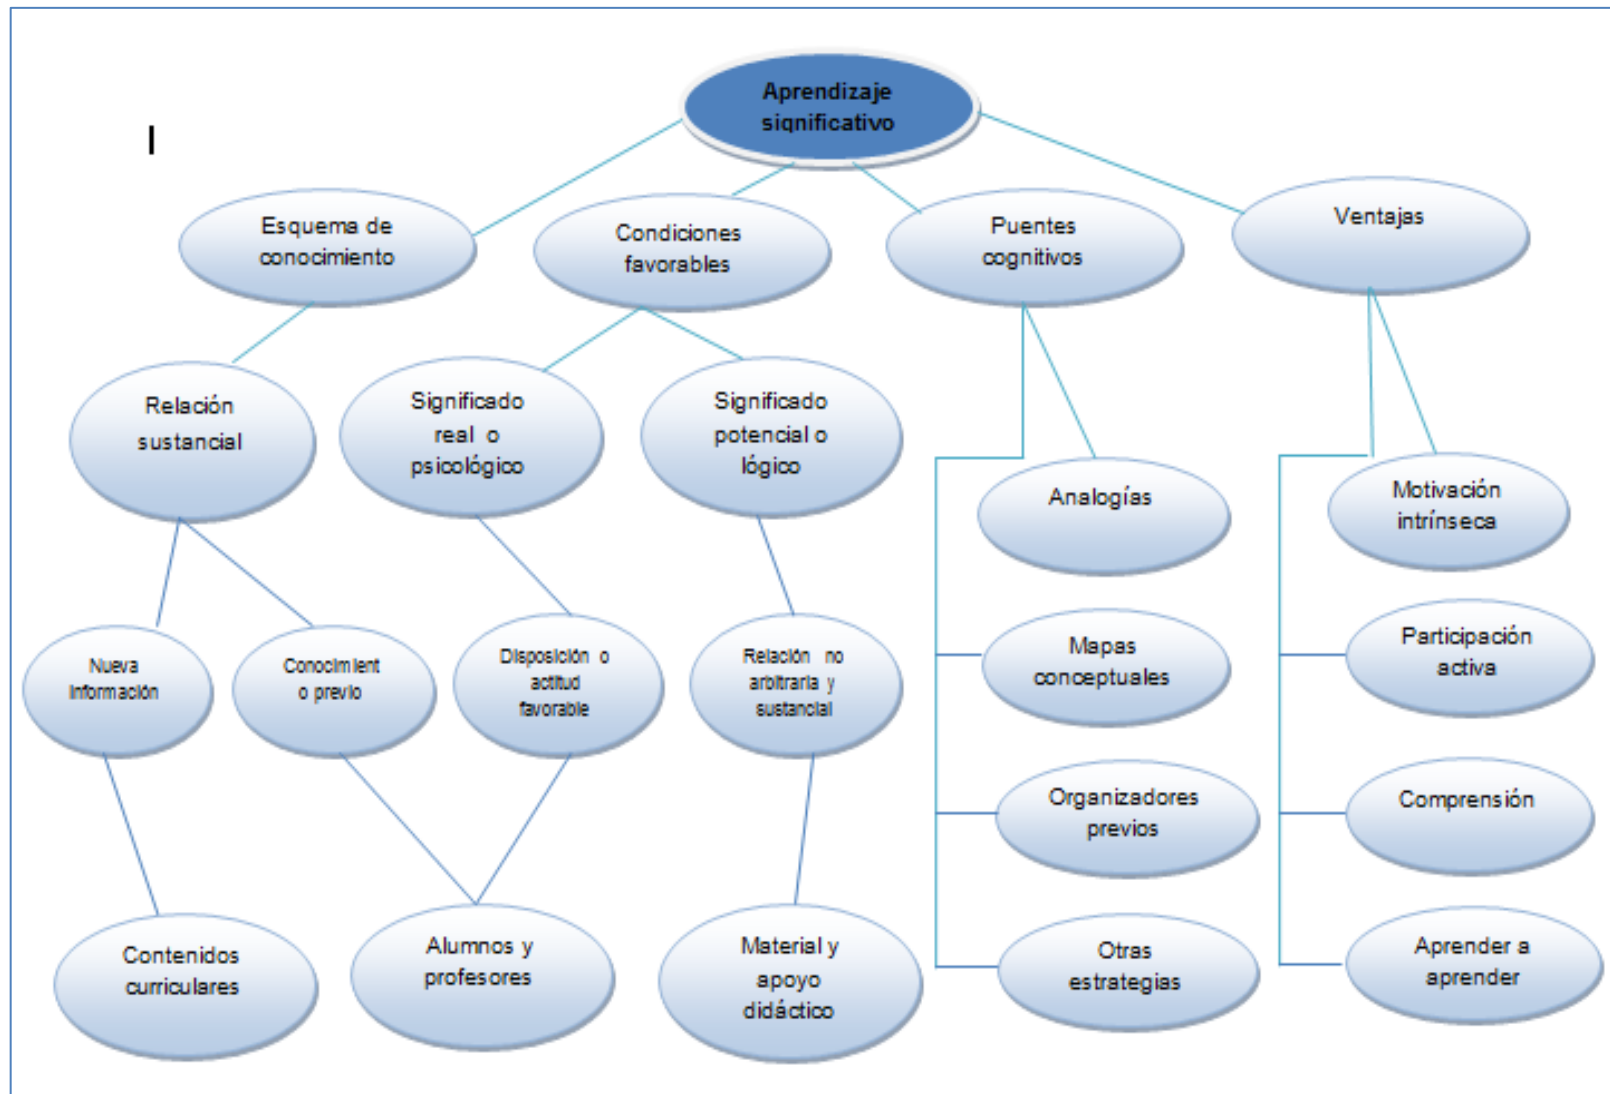 Aprendizaje
significativo
Esquema de
conocimiento
Condiciones
favorables
Puentes
cognitivos
Ventajas
Relación
sustancial
Significado
real o
psicológico
Significado
potencial o
lógico
Analogías
Motivación
intrínseca
Nueva
información
Conocimient
o previo
Disposición o
actitud
favorable
Relación no
arbitraria y
sustancial
Mapas
conceptuales
Participación
activa
Organizadores
previos
Comprensión
Contenidos
curriculares
Alumnos y
profesores
Material y
apoyo
didáctico
Otras
estrategias
Aprender a
aprender